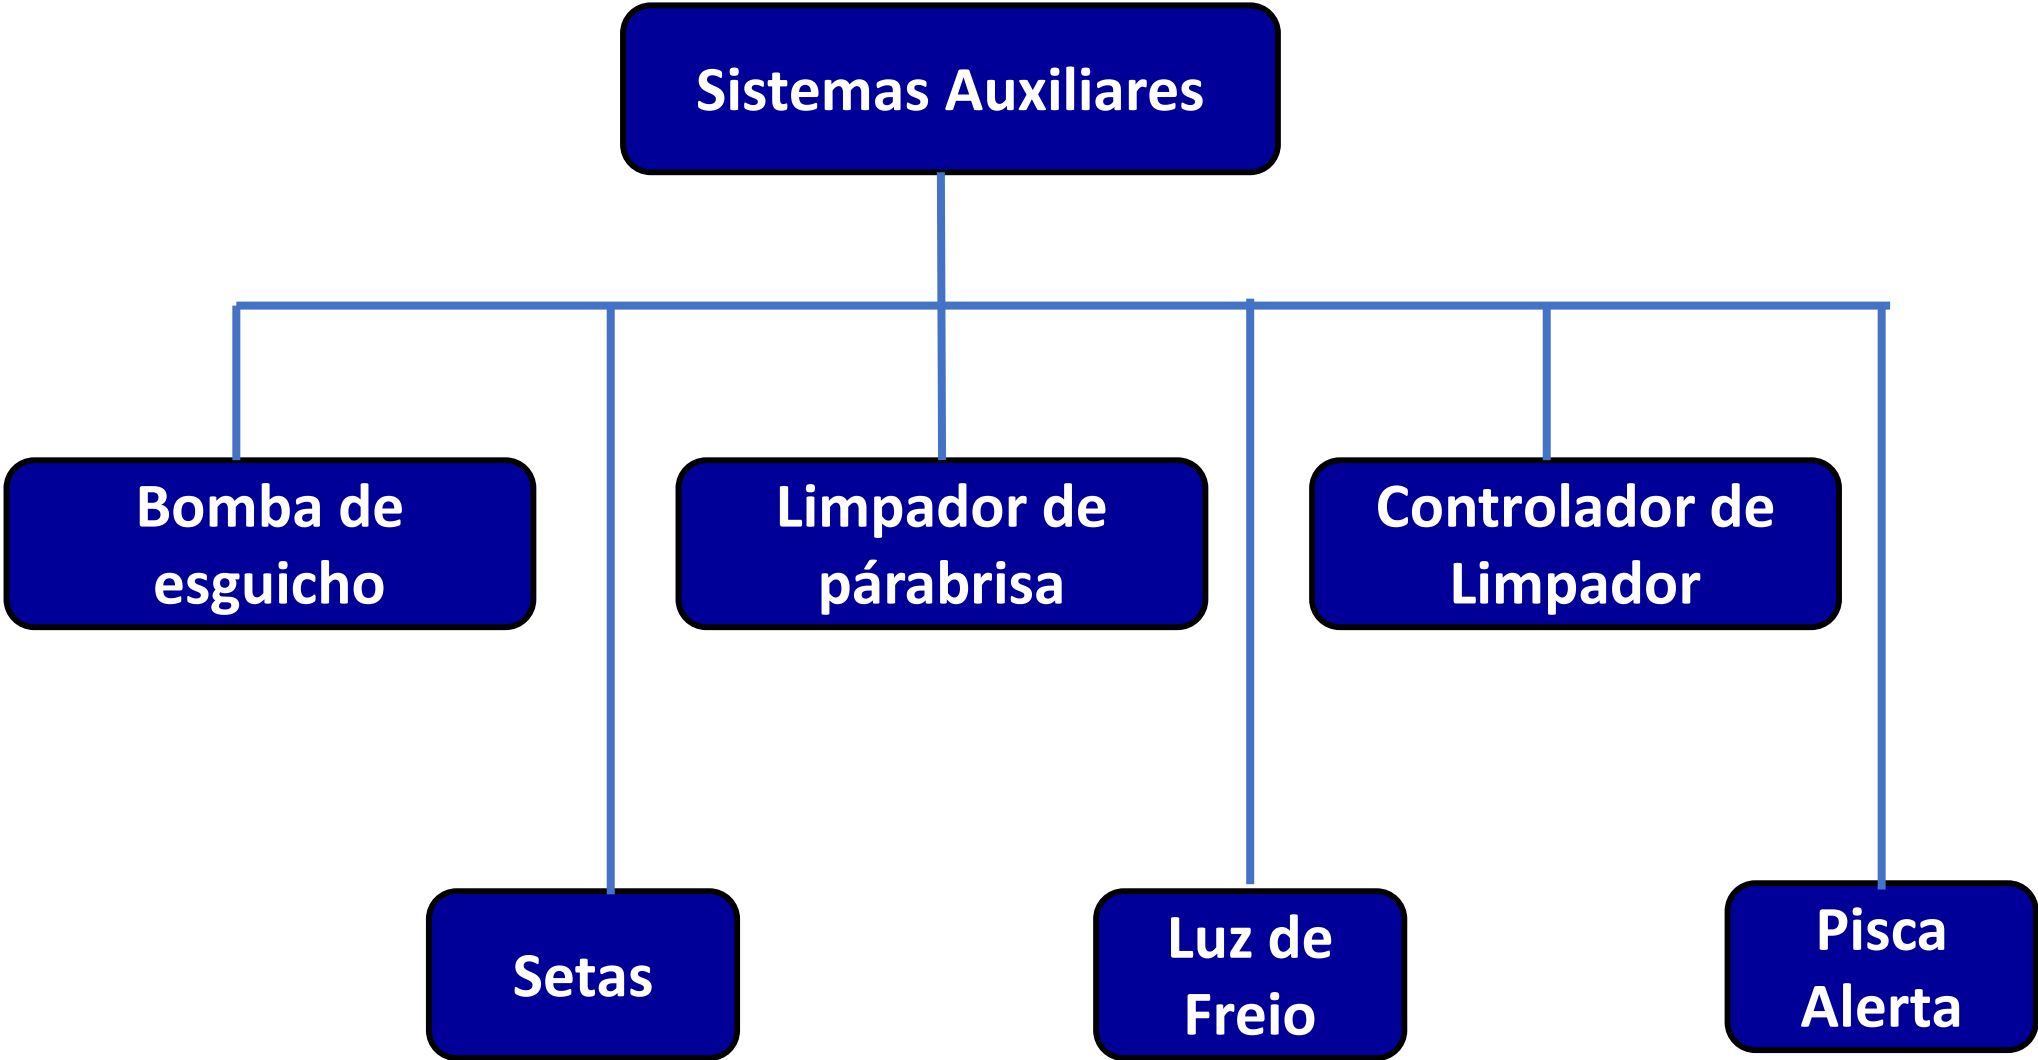 Sistemas Auxiliares
Bomba de
esguicho
Limpador de
párabrisa
Controlador de
Limpador
Setas
Luz de
Freio
Pisca
Alerta